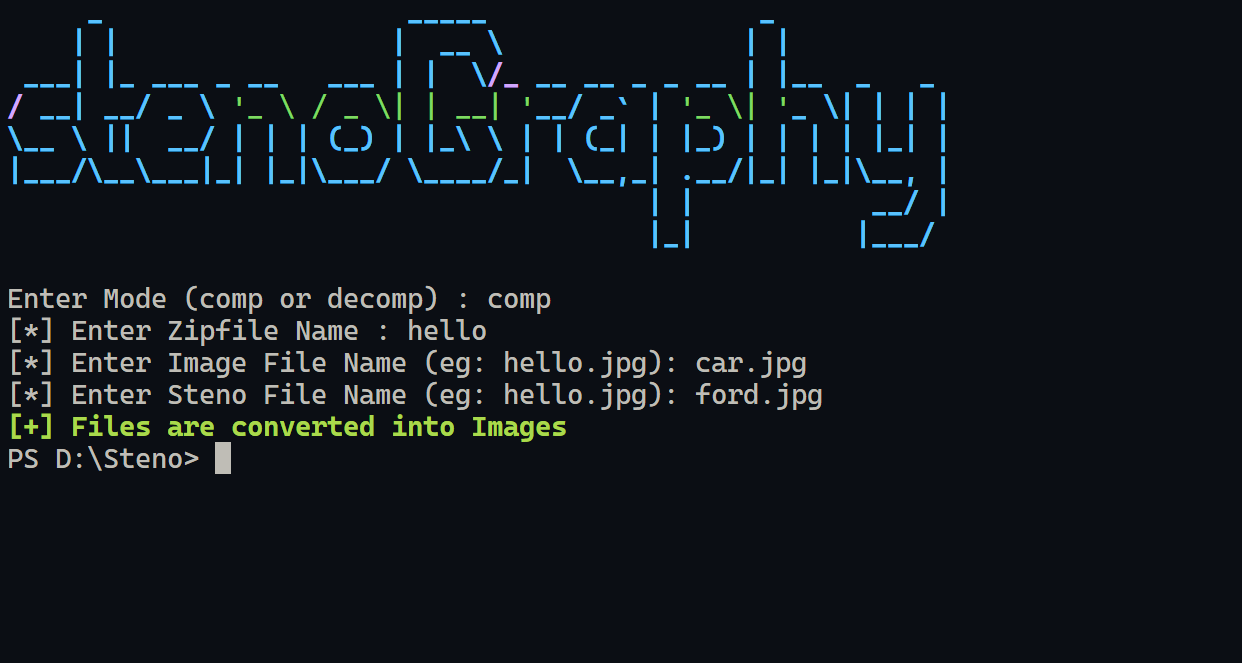 stenoGraphy
Enter Mode (comp or decomp) : comp
[*] Enter Zipfile Name : hello
[*] Enter Image File Name (eg: hello.jpg): car.jpg
[*] Enter Steno File Name (eg: hello.jpg): ford.jpg
[+] Files are converted into Images
PS D:\Steno>